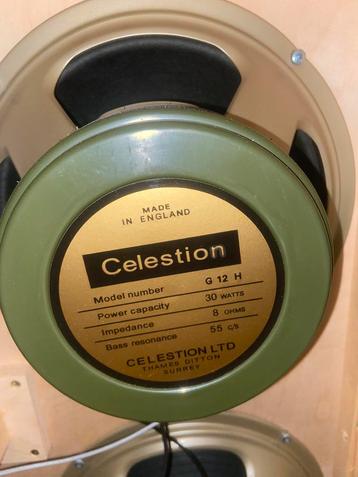 MADE
IN ENGLAND
Celestion
Model number G 12 H
Power capacity 30 WATTS
Impedance 8 OHMS
Bass resonance 55 C/S
CELESTION LTD
THAMES DITTON
SURREY